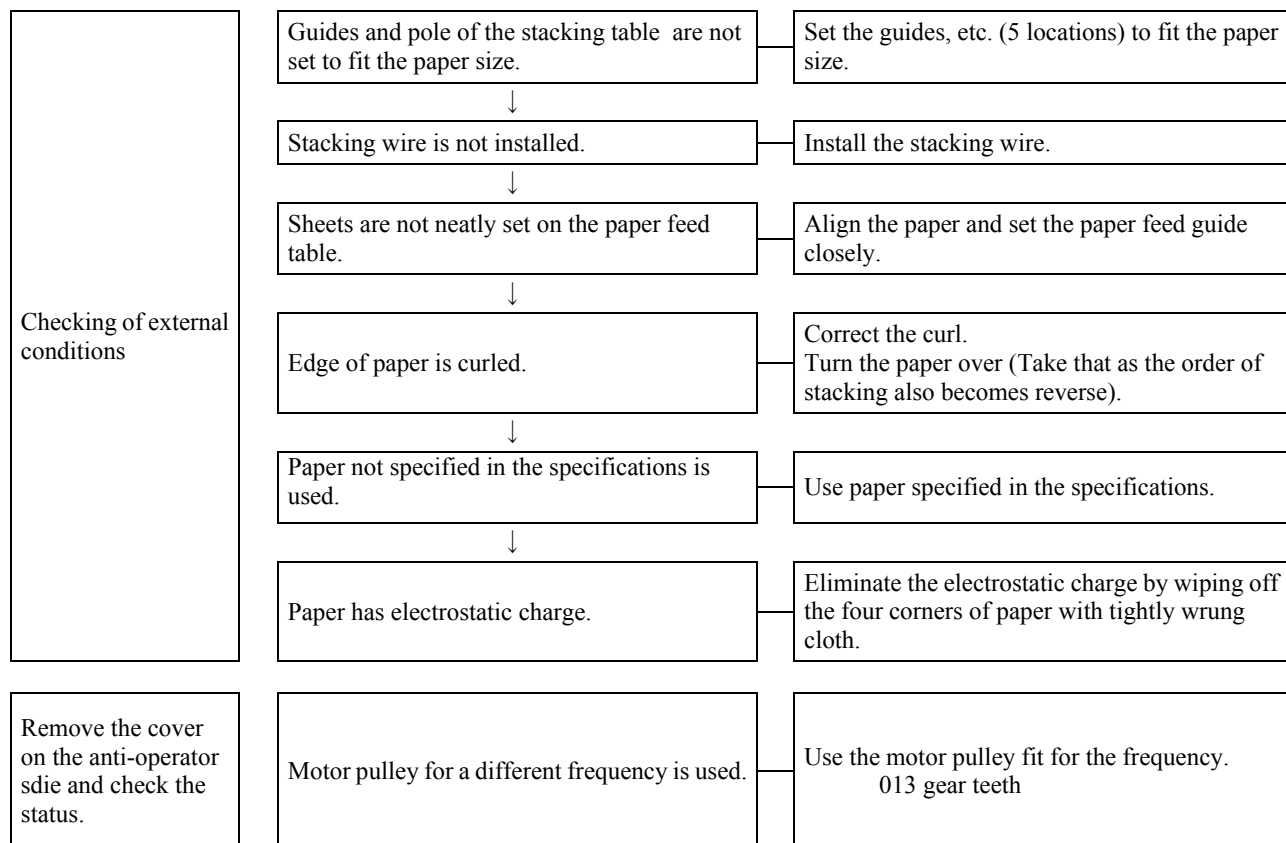 Guides and pole of the stacking table are not
set to fit the paper size.
Set the guides, etc. (5 locations) to fit the paper
size.
↓
Stacking wire is not installed.
Install the stacking wire.
↓
Sheets are not neatly set on the paper feed
table.
Align the paper and set the paper feed guide
closely.
↓
Checking of external
conditions
Edge of paper is curled.
Correct the curl.
Turn the paper over (Take that as the order of
stacking also becomes reverse).
↓
Paper not specified in the specifications is
used.
Use paper specified in the specifications.
↓
Paper has electrostatic charge.
Eliminate the electrostatic charge by wiping off
the four corners of paper with tightly wrung
cloth.
Remove the cover
on the anti-operator
sdie and check the
status.
Motor pulley for a different frequency is used.
Use the motor pulley fit for the frequency.
013 gear teeth